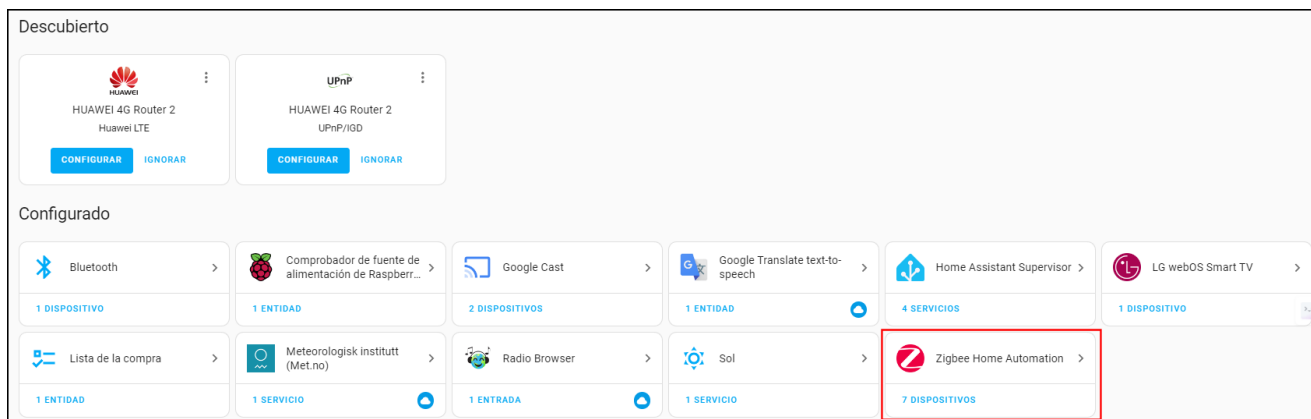 Descubierto
HUAWEI
HUAWEI 4G Router 2
Huawei LTE
CONFIGURAR IGNORAR
UPnP
HUAWEI 4G Router 2
UPnP/IGD
CONFIGURAR IGNORAR
Configurado
Bluetooth
1 DISPOSITIVO
Comprobador de fuente de
alimentación de Raspberr...
1 ENTIDAD
Google Cast
2 DISPOSITIVOS
Google Translate text-to-
speech
1 ENTIDAD
Home Assistant Supervisor
4 SERVICIOS
LG webOS Smart TV
1 DISPOSITIVO
Lista de la compra
1 ENTIDAD
Meteorologisk institutt
(Met.no)
1 SERVICIO
Radio Browser
1 ENTRADA
Sol
1 SERVICIO
Zigbee Home Automation
7 DISPOSITIVOS